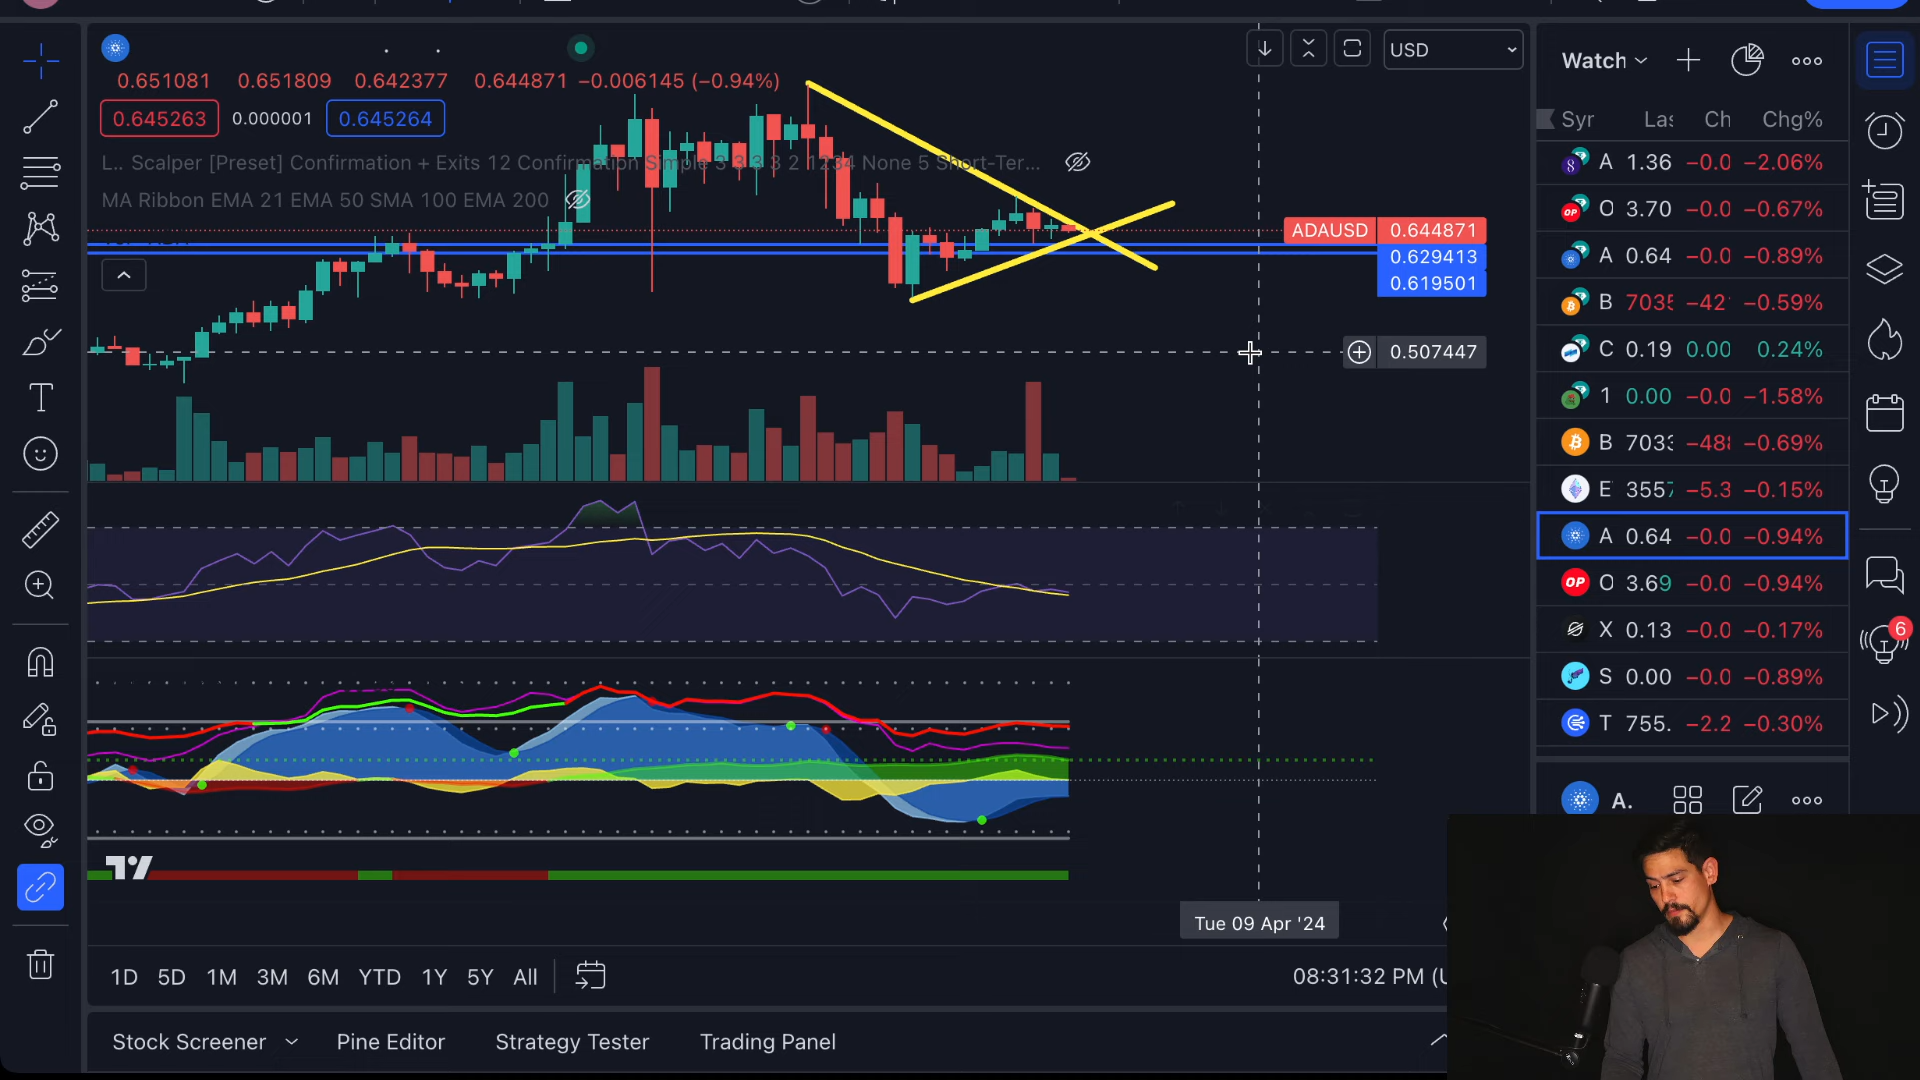 0.651081 0.651809 0.642377 0.644871 −0.006145 (−0.94%)
0.645263 0.000001 0.645264
L.. Scalper [Preset] Confirmation + Exits 12 Confirmation Simple 3 3 3 3 2 1234 None 5 Short-Ter...
MA Ribbon EMA 21 EMA 50 SMA 100 EMA 200
USD
ADAUSD 0.644871
0.629413
0.619501
0.507447
Tue 09 Apr '24
1D 5D 1M 3M 6M YTD 1Y 5Y All
08:31:32 PM (U
Stock Screener Pine Editor Strategy Tester Trading Panel
Watch
Syr Las Ch Chg%
A 1.36 −0.0 −2.06%
O 3.70 −0.0 −0.67%
A 0.64 −0.0 −0.89%
B 7035 −42 −0.59%
C 0.19 0.00 0.24%
1 0.00 −0.0 −1.58%
B 7033 −48 −0.69%
E 3557 −5.3 −0.15%
A 0.64 −0.0 −0.94%
OP O 3.69 −0.0 −0.94%
X 0.13 −0.0 −0.17%
S 0.00 −0.0 −0.89%
T 755. −2.2 −0.30%
A.
6